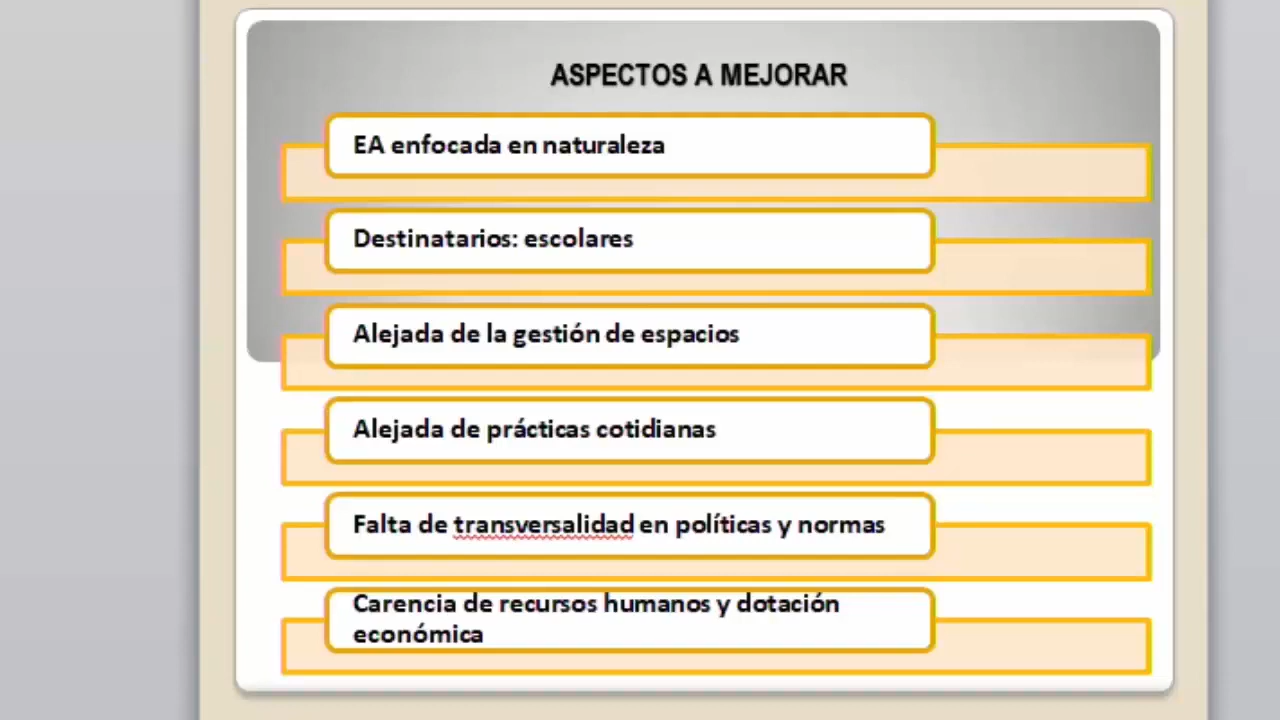 ASPECTOS A MEJORAR
EA enfocada en naturaleza
Destinatarios: escolares
Alejada de la gestión de espacios
Alejada de prácticas cotidianas
Falta de transversalidad en políticas y normas
Carencia de recursos humanos y dotación
económica